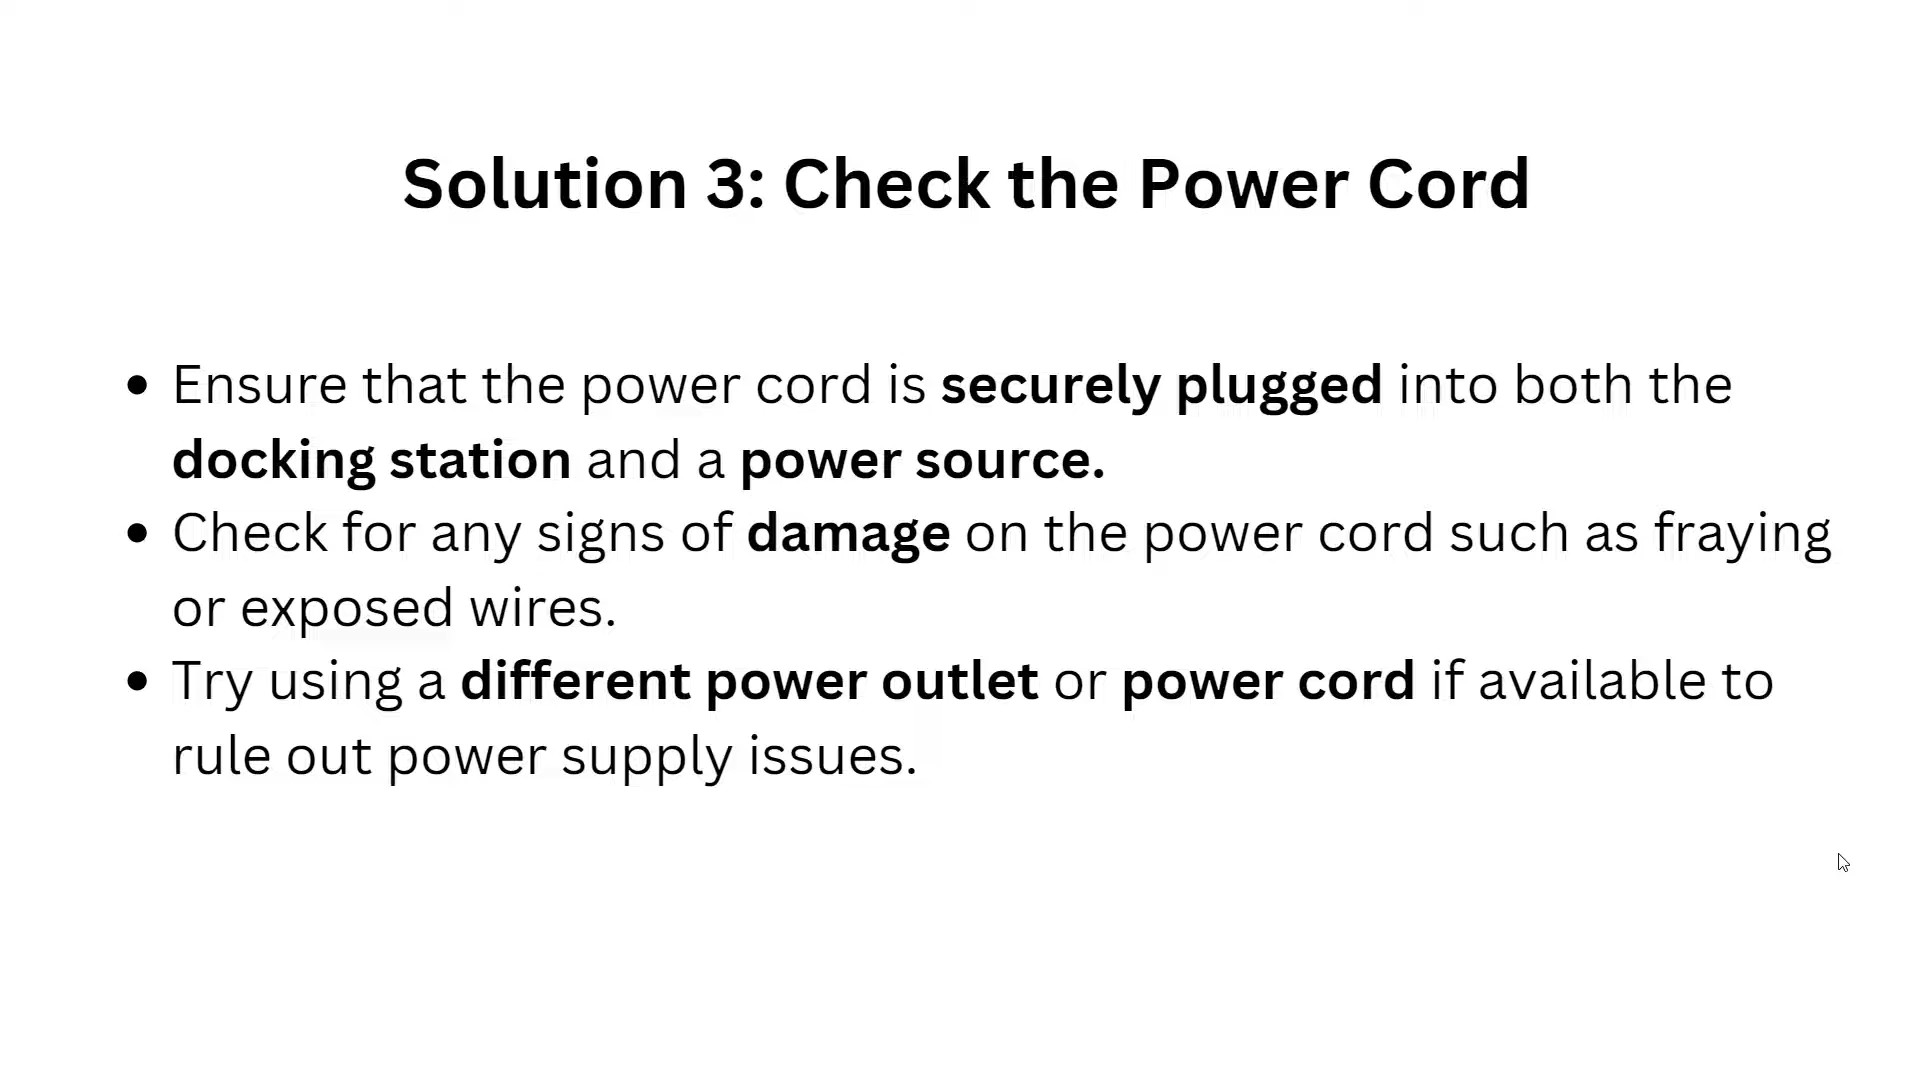 Solution 3: Check the Power Cord
• Ensure that the power cord is securely plugged into both the
docking station and a power source.
• Check for any signs of damage on the power cord such as fraying
or exposed wires.
• Try using a different power outlet or power cord if available to
rule out power supply issues.